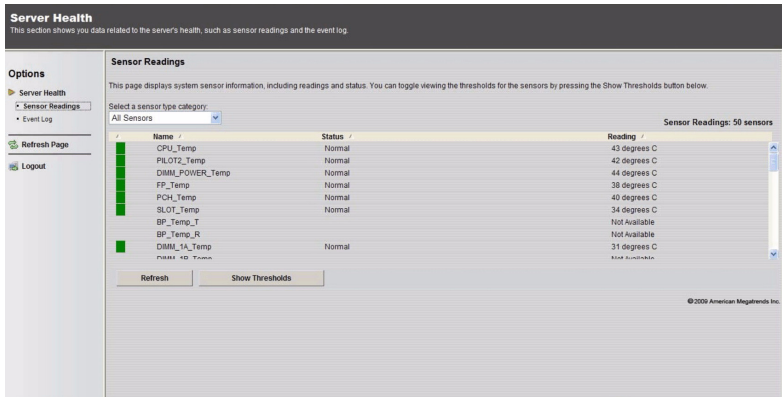 Server Health
This section shows you data related to the server's health, such as sensor readings and the event log.
Options
Server Health
Sensor Readings
Event Log
Refresh Page
Logout
Sensor Readings
This page displays system sensor information, including readings and status. You can toggle viewing the thresholds for the sensors by pressing the Show Thresholds button below.
Select a sensor type category:
All Sensors
Sensor Readings: 50 sensors
Name Status Reading
CPU_Temp Normal 43 degrees C
PILOT2_Temp Normal 42 degrees C
DIMM_POWER_Temp Normal 44 degrees C
FP_Temp Normal 38 degrees C
PCH_Temp Normal 40 degrees C
SLOT_Temp Normal 34 degrees C
BP_Temp_T Not Available
BP_Temp_R Not Available
DIMM_1A_Temp Normal 31 degrees C
DIMM_1B_Temp Not Available
Refresh Show Thresholds
©2009 American Megatrends Inc.